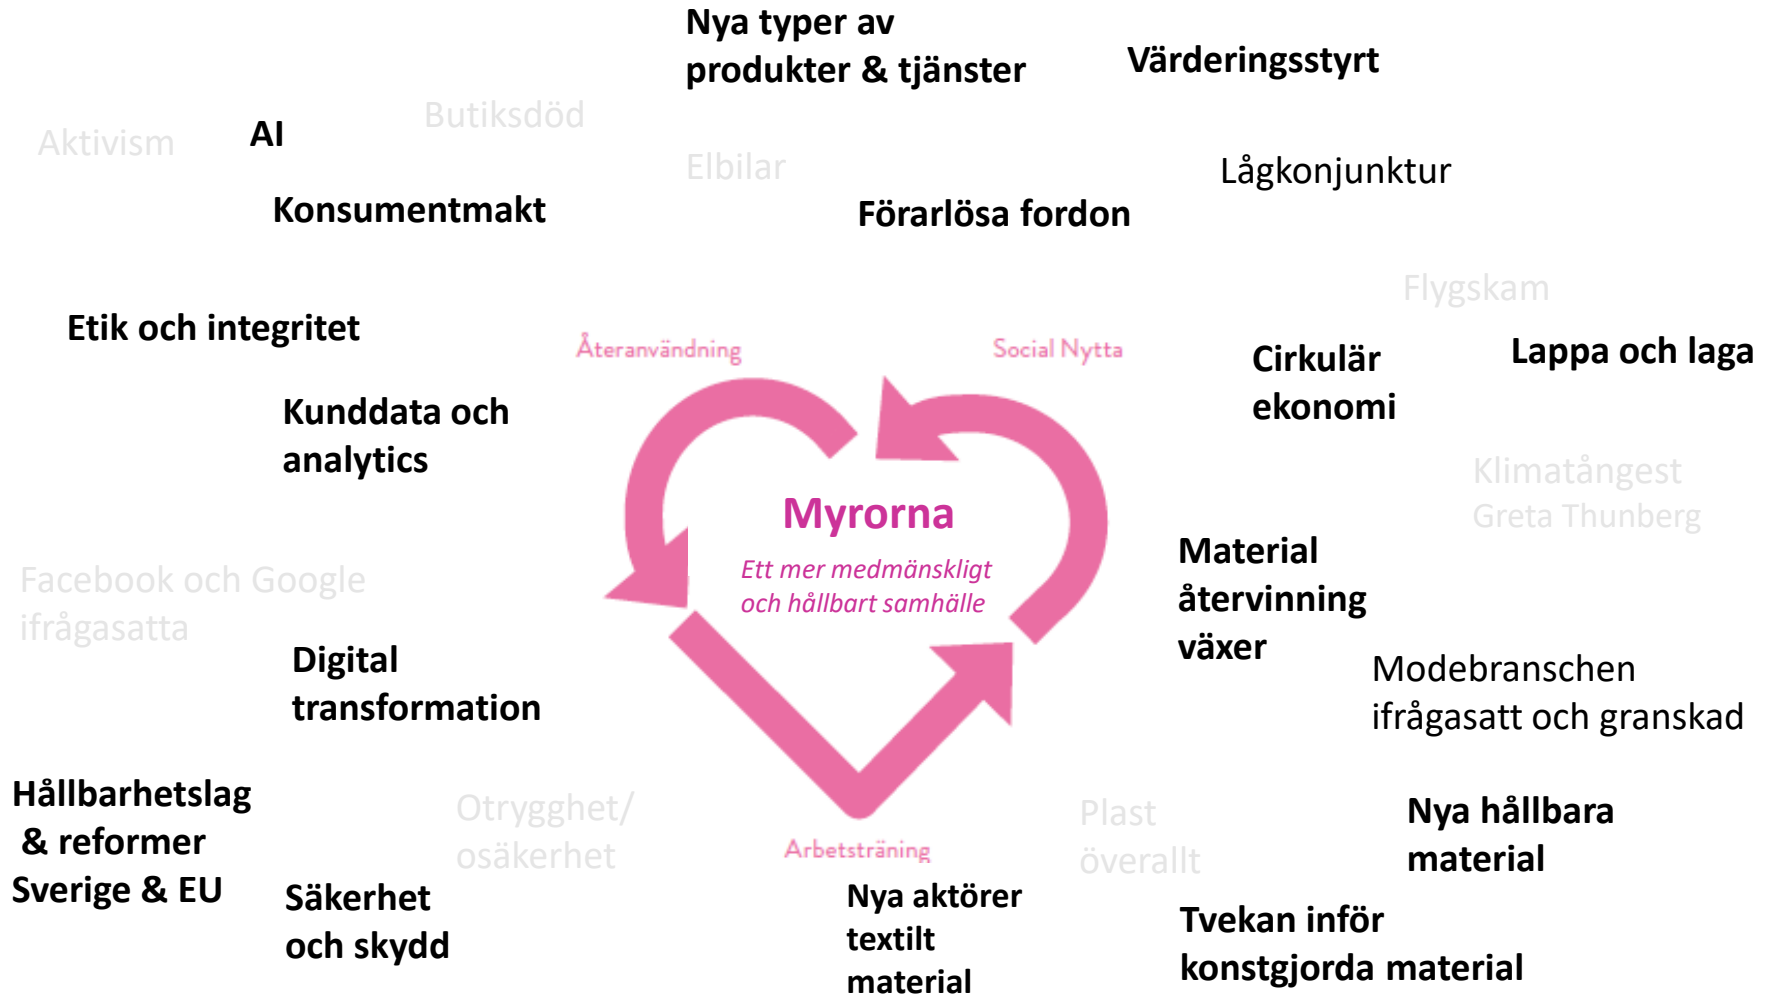 Nya typer av
produkter & tjänster
Värderingsstyrt
Butiksdöd
Aktivism
AI
Elbilar
Lågkonjunktur
Konsumentmakt
Förarlösa fordon
Flygskam
Etik och integritet
Återanvändning
Social Nytta
Cirkulär
ekonomi
Lappa och laga
Kunddata och
analytics
Klimatångest
Greta Thunberg
Myrorna
Ett mer medmänskligt
och hållbart samhälle
Material
återvinning
växer
Facebook och Google
ifrågasatta
Digital
transformation
Modebranschen
ifrågasatt och granskad
Hållbarhetslag
& reformer
Sverige & EU
Otrygghet/
osäkerhet
Plast
överallt
Nya hållbara
material
Arbetsträning
Säkerhet
och skydd
Nya aktörer
textilt
material
Tvekan inför
konstgjorda material